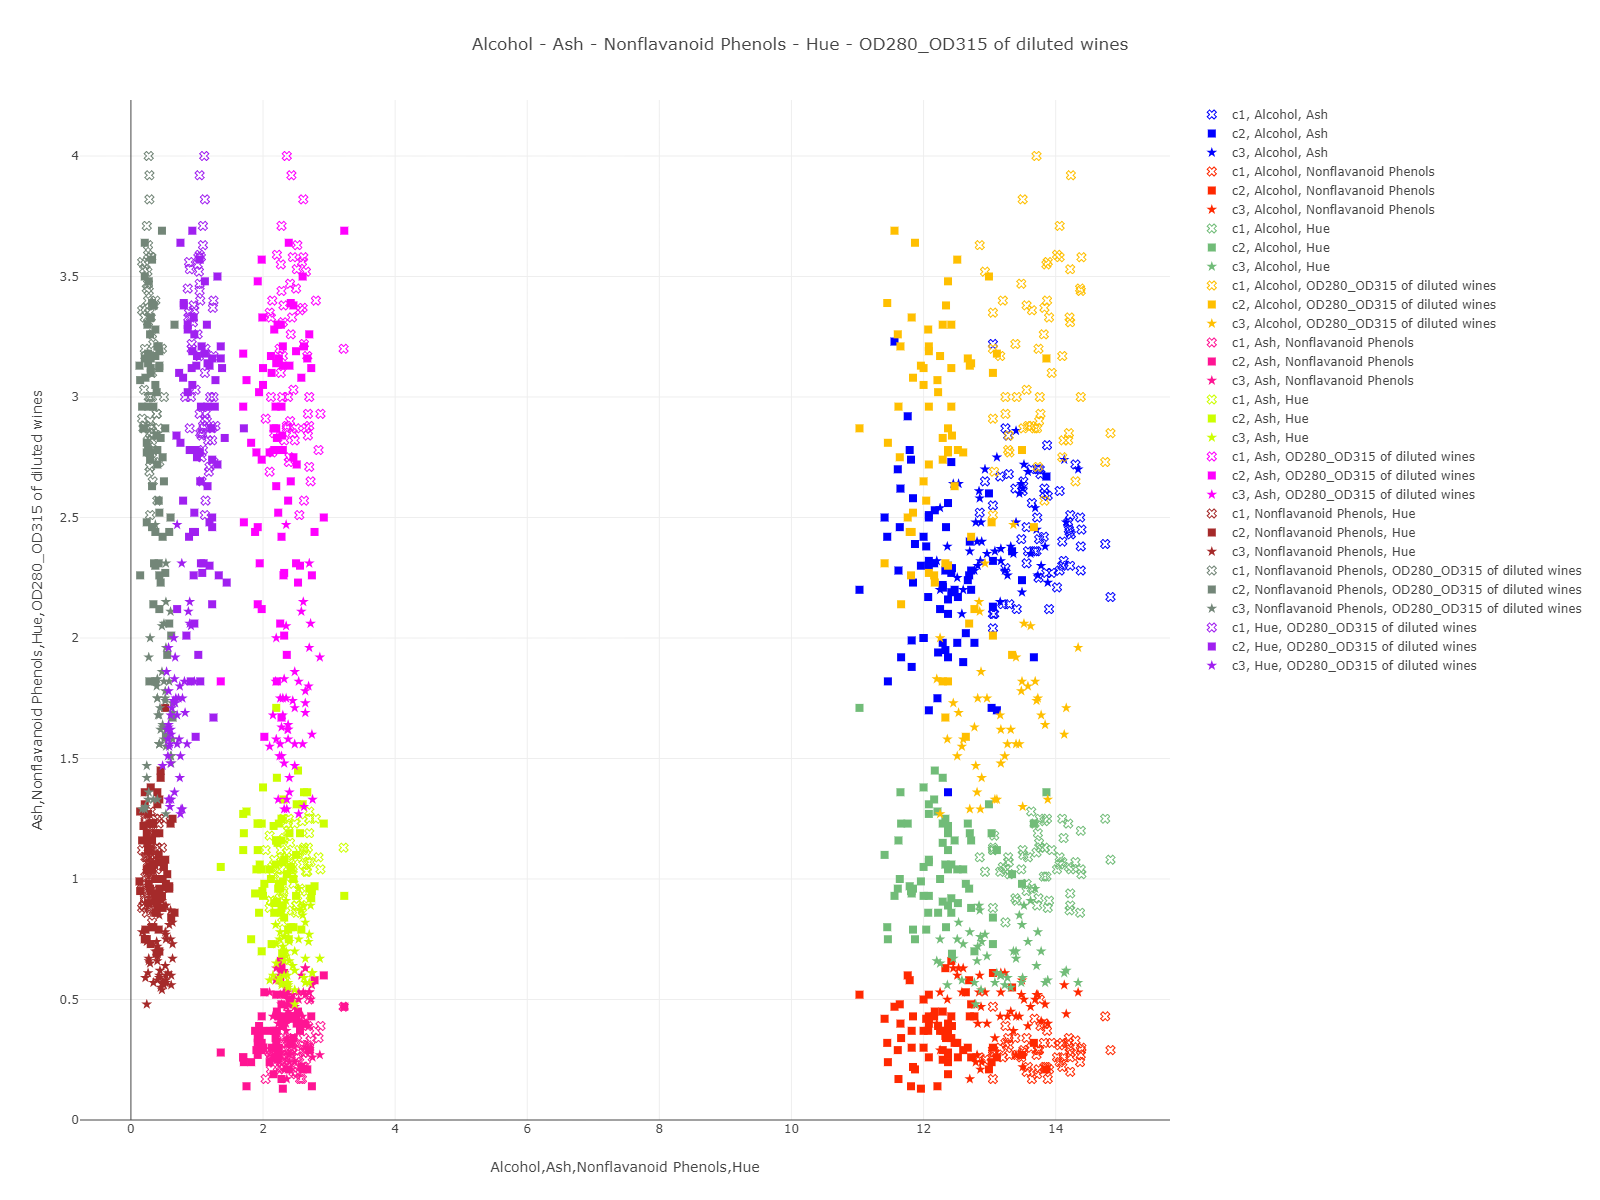 Alcohol - Ash - Nonflavanoid Phenols - Hue - OD280_OD315 of diluted wines
Ash,Nonflavanoid Phenols,Hue,OD280_OD315 of diluted wines
4
3.5
3
2.5
2
1.5
1
0.5
0
0 2 4 6 8 10 12 14
Alcohol,Ash,Nonflavanoid Phenols,Hue
c1, Alcohol, Ash
c2, Alcohol, Ash
c3, Alcohol, Ash
c1, Alcohol, Nonflavanoid Phenols
c2, Alcohol, Nonflavanoid Phenols
c3, Alcohol, Nonflavanoid Phenols
c1, Alcohol, Hue
c2, Alcohol, Hue
c3, Alcohol, Hue
c1, Alcohol, OD280_OD315 of diluted wines
c2, Alcohol, OD280_OD315 of diluted wines
c3, Alcohol, OD280_OD315 of diluted wines
c1, Ash, Nonflavanoid Phenols
c2, Ash, Nonflavanoid Phenols
c3, Ash, Nonflavanoid Phenols
c1, Ash, Hue
c2, Ash, Hue
c3, Ash, Hue
c1, Ash, OD280_OD315 of diluted wines
c2, Ash, OD280_OD315 of diluted wines
c3, Ash, OD280_OD315 of diluted wines
c1, Nonflavanoid Phenols, Hue
c2, Nonflavanoid Phenols, Hue
c3, Nonflavanoid Phenols, Hue
c1, Nonflavanoid Phenols, OD280_OD315 of diluted wines
c2, Nonflavanoid Phenols, OD280_OD315 of diluted wines
c3, Nonflavanoid Phenols, OD280_OD315 of diluted wines
c1, Hue, OD280_OD315 of diluted wines
c2, Hue, OD280_OD315 of diluted wines
c3, Hue, OD280_OD315 of diluted wines